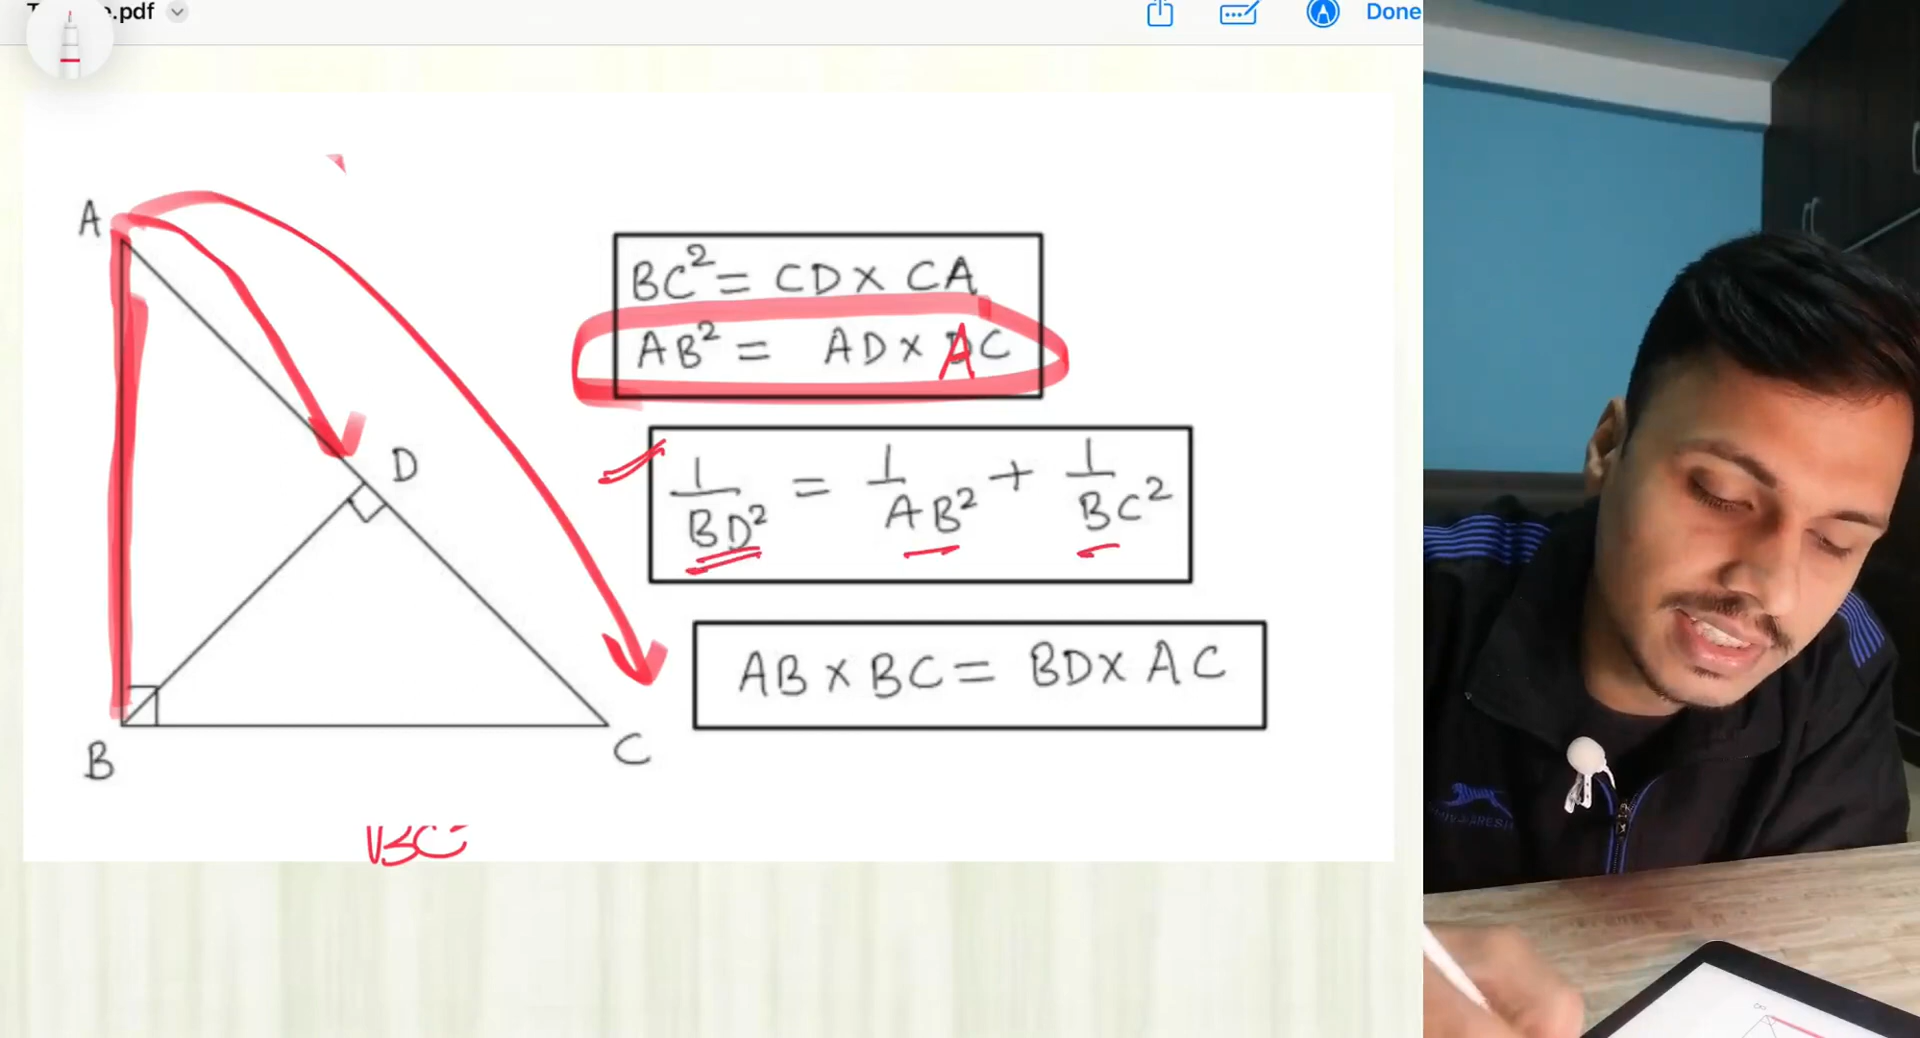 .pdf
Done
A
D
B
C
BC² = CD × CA
AB² = AD × AC
1/BD² = 1/AB² + 1/BC²
AB × BC = BD × AC